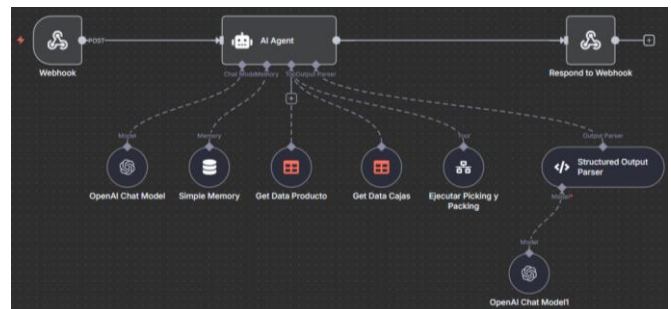 POST
AI Agent
Webhook
Chat Model
Memory
Tool
Output Parser
Respond to Webhook
Model
Memory
Tool
Output Parser
Structured Output
Parser
OpenAI Chat Model
Simple Memory
Get Data Producto
Get Data Cajas
Ejecutar Picking y
Packing
Model*
Model
OpenAI Chat Model1